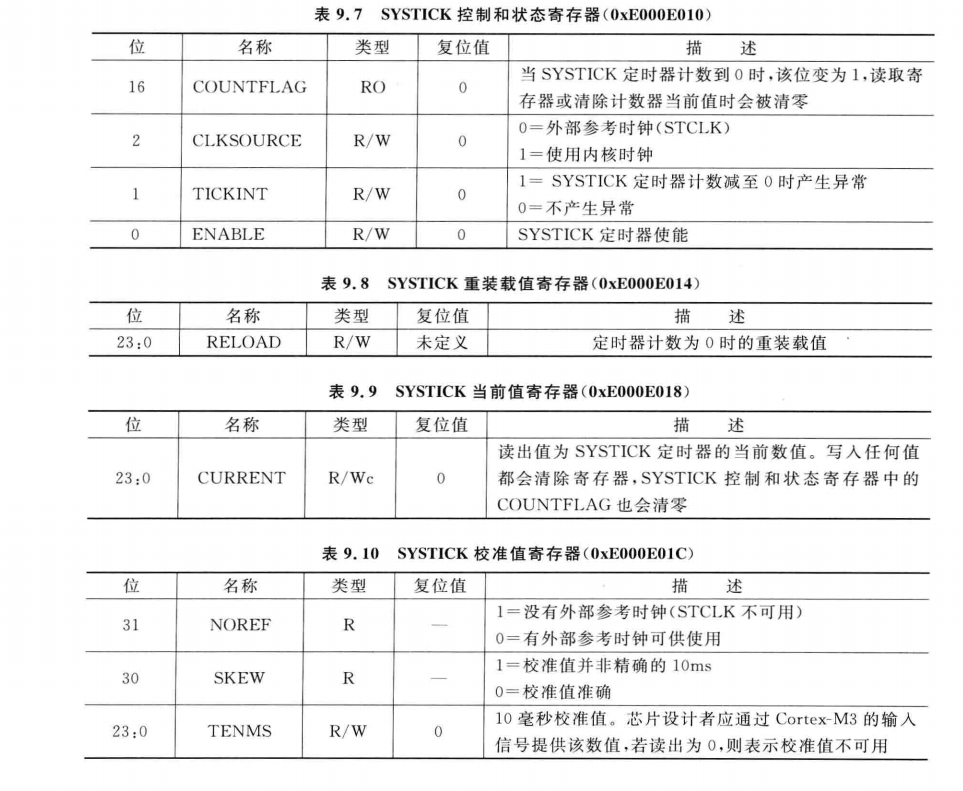 表 9.7 SYSTICK 控制和状态寄存器(0xE000E010)
位 名称 类型 复位值 描 述
16 COUNTFLAG RO 0 当 SYSTICK 定时器计数到 0 时,该位变为 1,读取寄
存器或清除计数器当前值时会被清零
2 CLKSOURCE R/W 0 0=外部参考时钟(STCLK)
1=使用内核时钟
1 TICKINT R/W 0 1= SYSTICK 定时器计数减至 0 时产生异常
0=不产生异常
0 ENABLE R/W 0 SYSTICK 定时器使能
表 9.8 SYSTICK 重装载值寄存器(0xE000E014)
位 名称 类型 复位值 描 述
23:0 RELOAD R/W 未定义 定时器计数为 0 时的重装载值
表 9.9 SYSTICK 当前值寄存器(0xE000E018)
位 名称 类型 复位值 描 述
23:0 CURRENT R/Wc 0 读出值为 SYSTICK 定时器的当前数值。写入任何值
都会清除寄存器,SYSTICK 控制和状态寄存器中的
COUNTFLAG 也会清零
表 9.10 SYSTICK 校准值寄存器(0xE000E01C)
位 名称 类型 复位值 描 述
31 NOREF R — 1=没有外部参考时钟(STCLK 不可用)
0=有外部参考时钟可供使用
30 SKEW R — 1=校准值并非精确的 10ms
0=校准值准确
23:0 TENMS R/W 0 10 毫秒校准值。芯片设计者应通过 Cortex-M3 的输入
信号提供该数值,若读出为 0,则表示校准值不可用